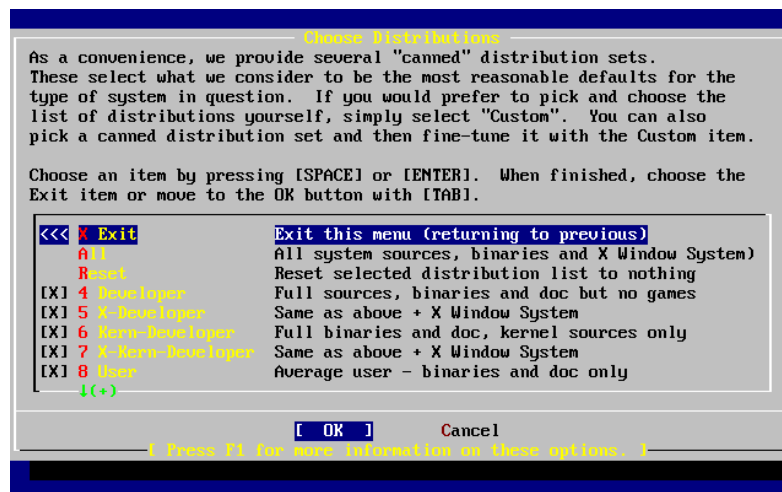 Choose Distributions
As a convenience, we provide several "canned" distribution sets.
These select what we consider to be the most reasonable defaults for the
type of system in question.  If you would prefer to pick and choose the
list of distributions yourself, simply select "Custom".  You can also
pick a canned distribution set and then fine-tune it with the Custom item.
Choose an item by pressing [SPACE] or [ENTER].  When finished, choose the
Exit item or move to the OK button with [TAB].
<<< X Exit Exit this menu (returning to previous)
All All system sources, binaries and X Window System)
Reset Reset selected distribution list to nothing
[X] 4 Developer Full sources, binaries and doc but no games
[X] 5 X-Developer Same as above + X Window System
[X] 6 Kern-Developer Full binaries and doc, kernel sources only
[X] 7 X-Kern-Developer Same as above + X Window System
[X] 8 User Average user - binaries and doc only
↓(+)
[ OK ] Cancel
[ Press F1 for more information on these options. ]